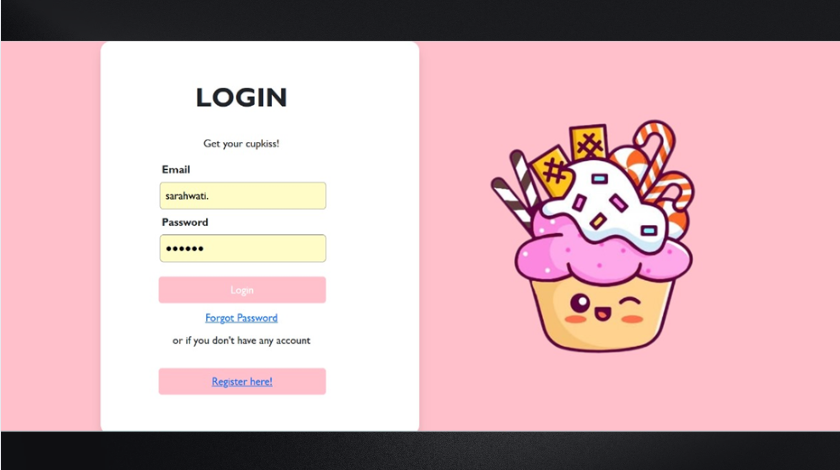 LOGIN
Get your cupkiss!
Email
sarahwati.
Password
••••••
Login
Forgot Password
or if you don't have any account
Register here!